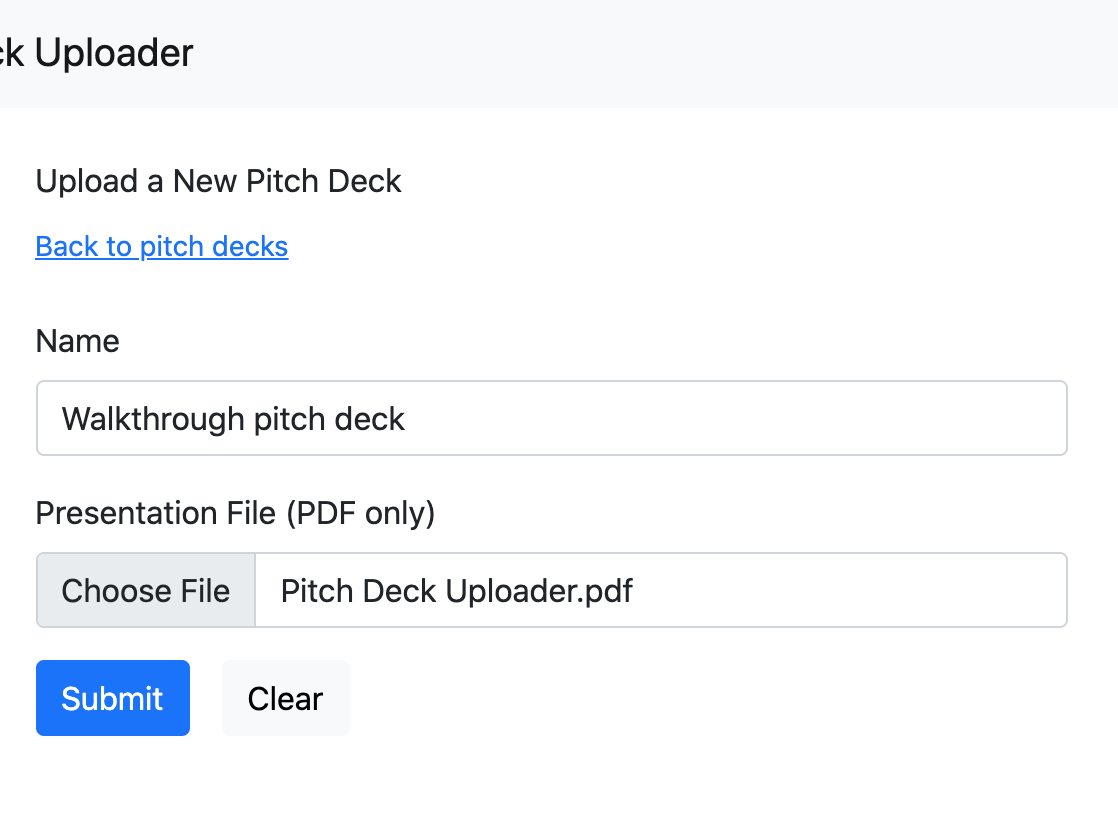 ck Uploader
Upload a New Pitch Deck
Back to pitch decks
Name
Walkthrough pitch deck
Presentation File (PDF only)
Choose File Pitch Deck Uploader.pdf
Submit Clear